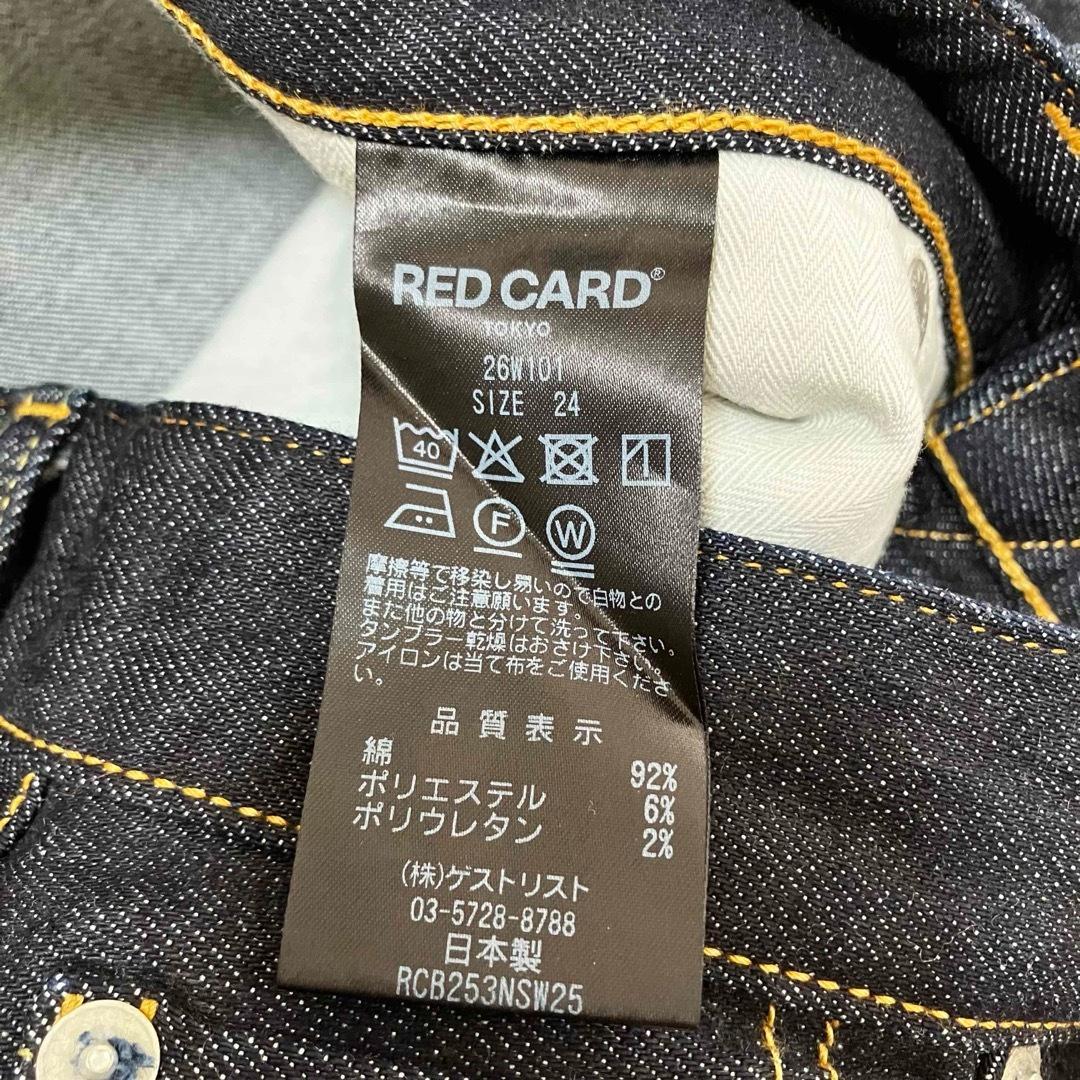 RED CARD®
TOKYO
26W101
SIZE 24
40
F
W
摩擦等で移染し易いので白物との
着用はご注意願います。
また他の物と分けて洗って下さい。
タンブラー乾燥はおさけ下さい。
アイロンは当て布をご使用くださ
い。
品質表示
綿 92%
ポリエステル 6%
ポリウレタン 2%
(株)ゲストリスト
03-5728-8788
日本製
RCB253NSW25